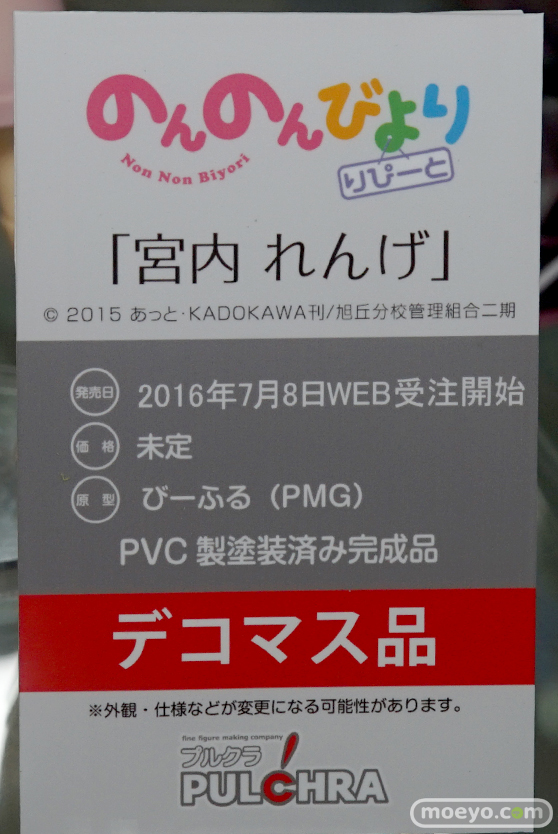 のんのんびより
Non Non Biyori
りぴーと
「宮内 れんげ」
© 2015 あっと・KADOKAWA刊/旭丘分校管理組合二期
発売日 2016年7月8日WEB受注開始
価格 未定
原型 びーふる（PMG）
PVC 製塗装済み完成品
デコマス品
※外観・仕様などが変更になる可能性があります。
fine figure making company
プルクラ
PULCHRA
moeyo.com